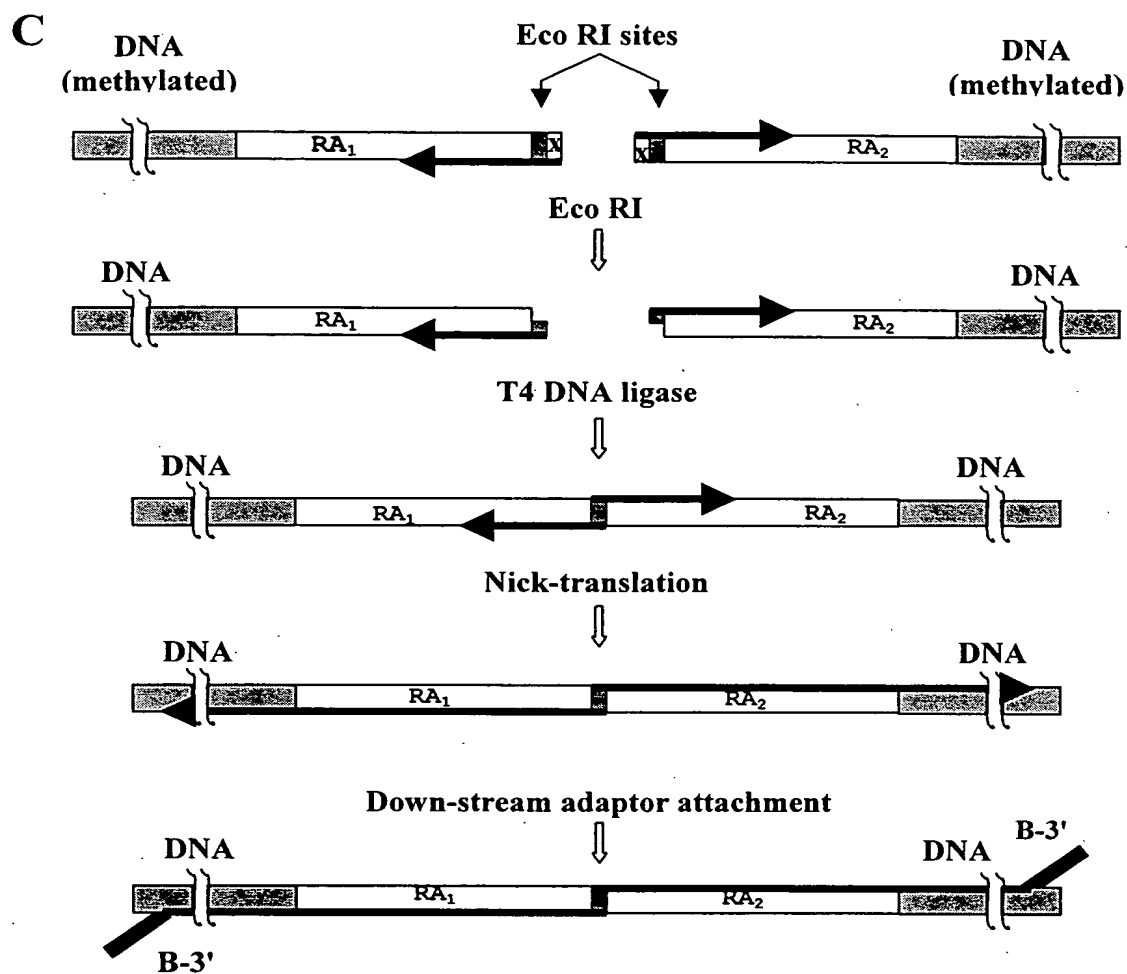 C
Eco RI sites
DNA
(methylated)
DNA
(methylated)
RA1
X
X
RA2
Eco RI
DNA
DNA
RA1
RA2
T4 DNA ligase
DNA
DNA
RA1
RA2
Nick-translation
DNA
DNA
RA1
RA2
Down-stream adaptor attachment
B-3'
DNA
DNA
RA1
RA2
B-3'